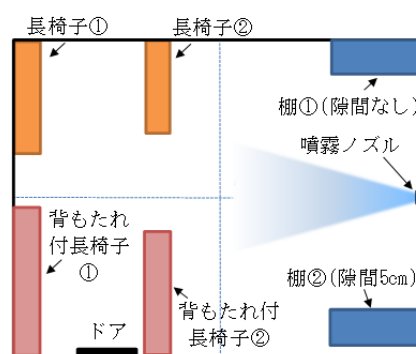 長椅子①
長椅子②
棚①(隙間なし)
噴霧ノズル
背もたれ
付長椅子
①
棚②(隙間5cm)
背もたれ付
長椅子②
ドア